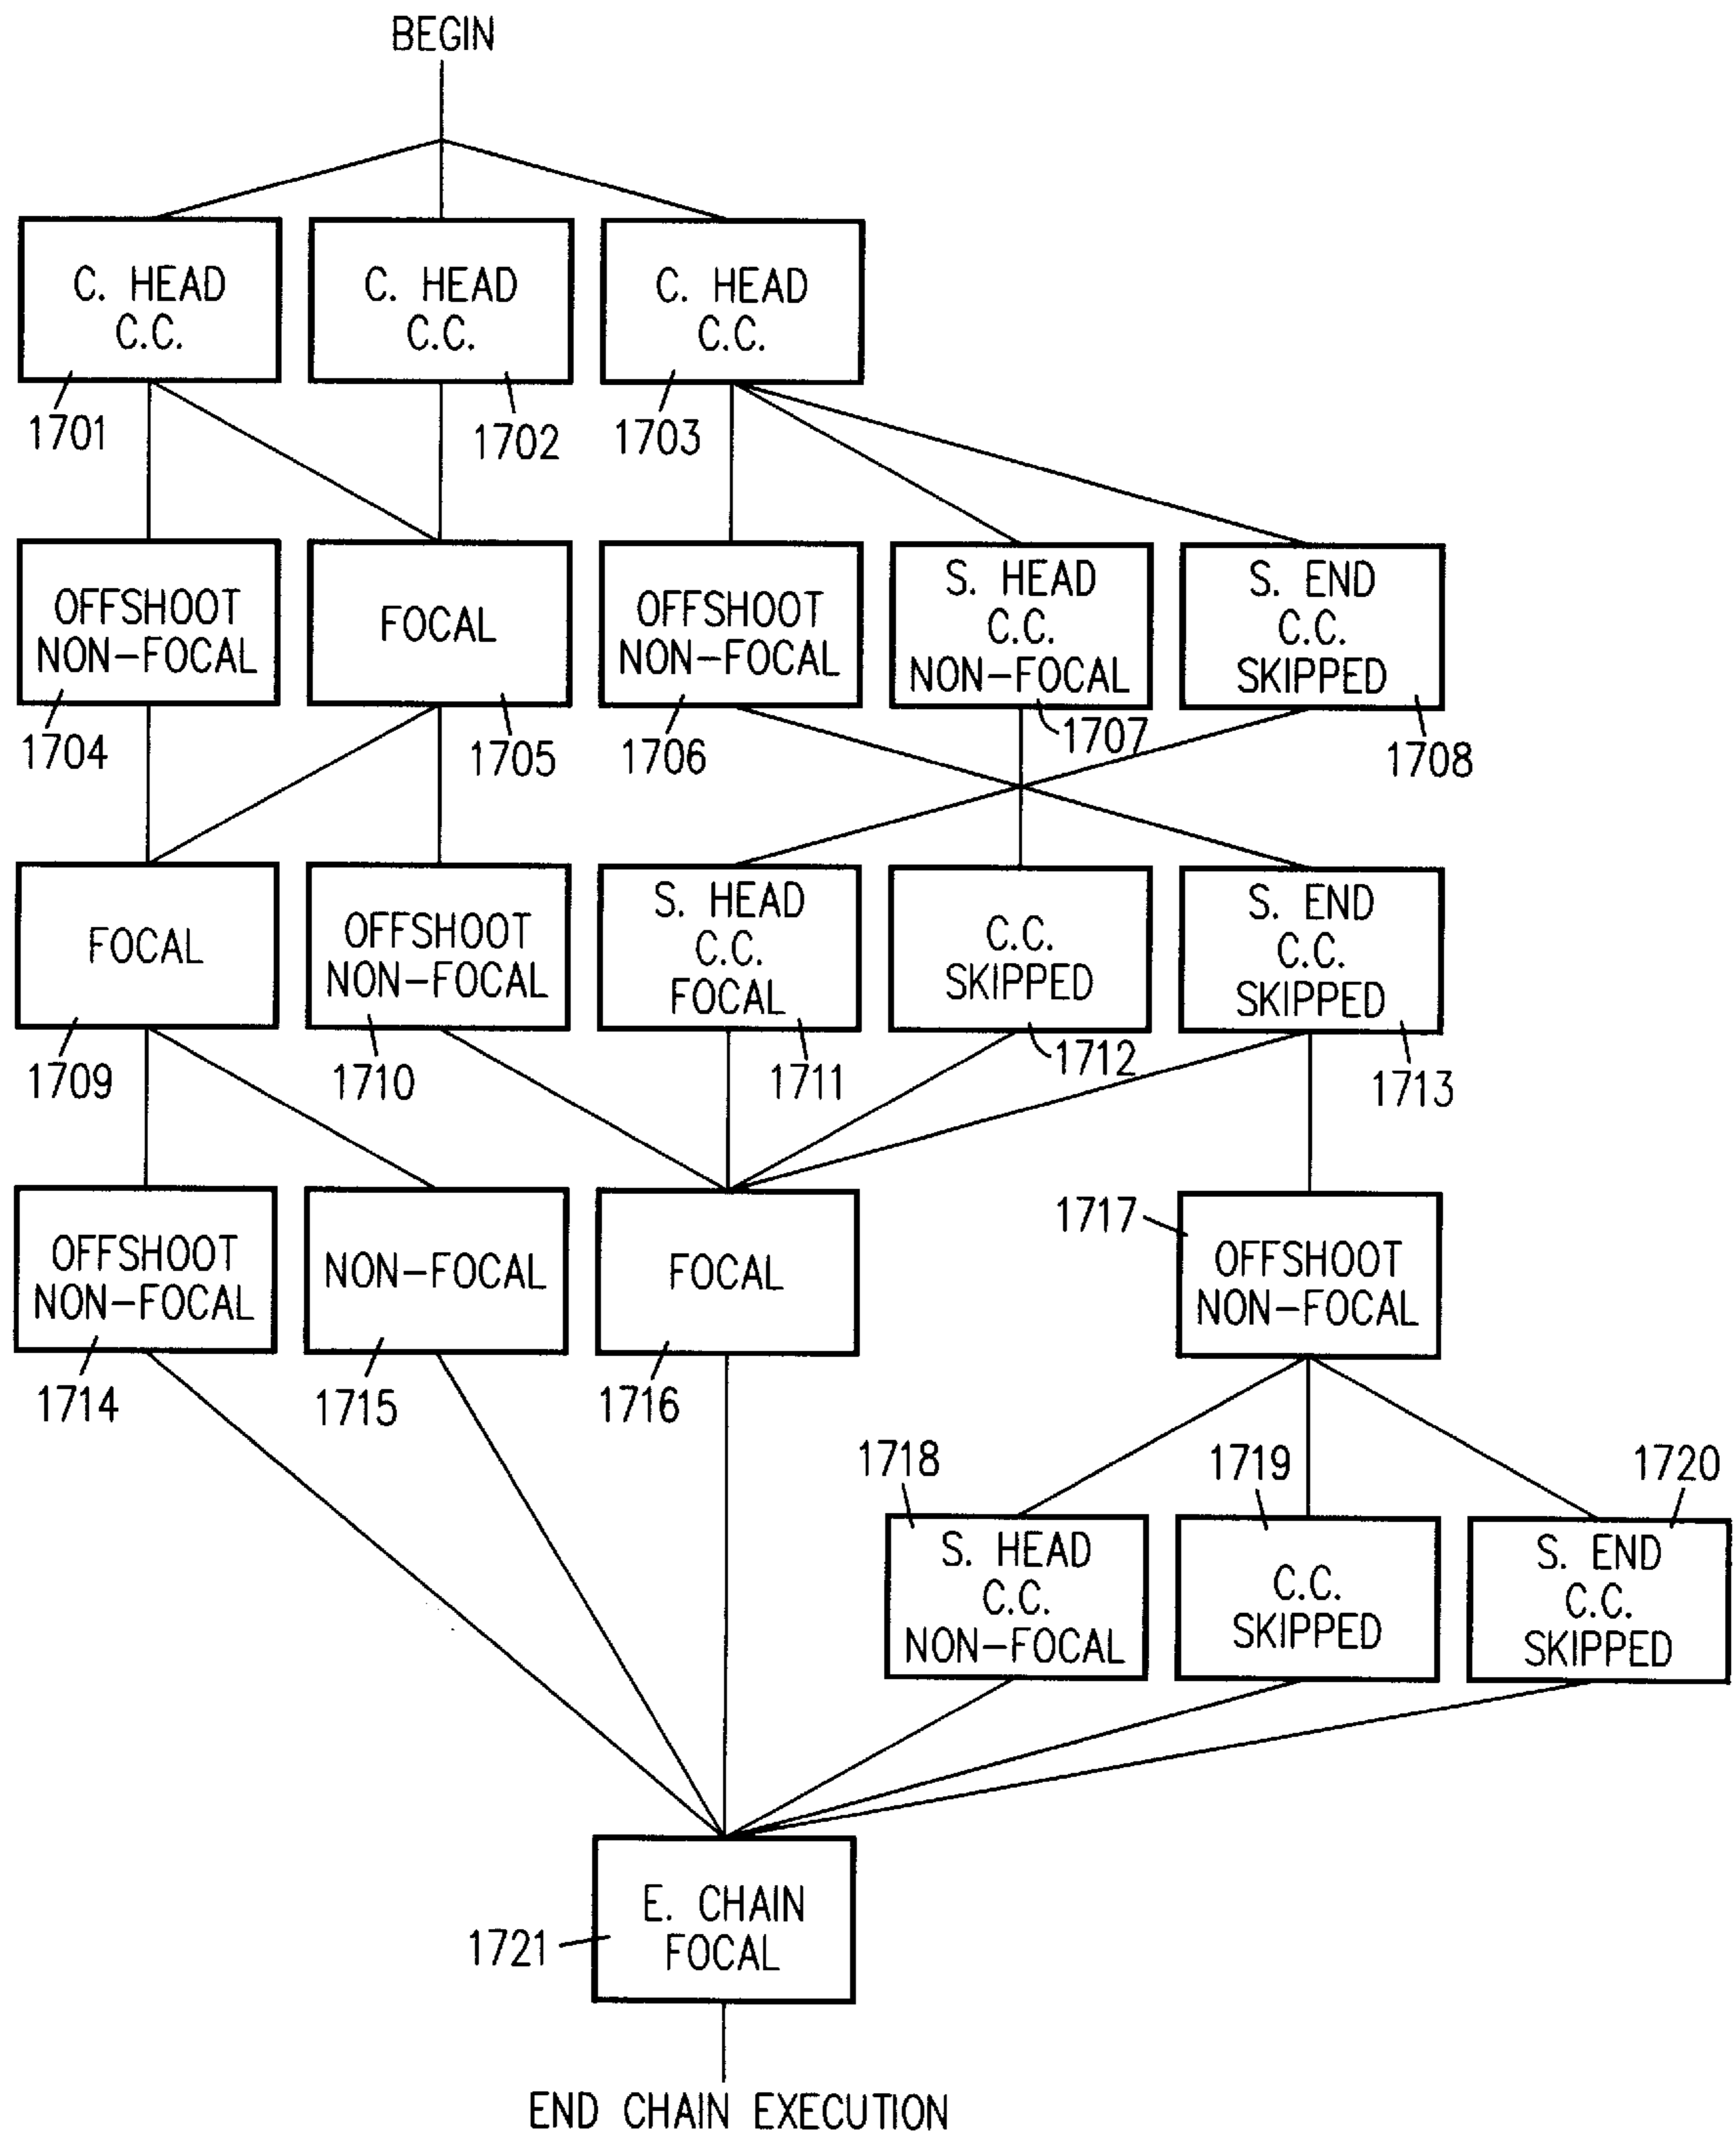 BEGIN
C. HEAD
C.C.
C. HEAD
C.C.
C. HEAD
C.C.
1701
1702
1703
OFFSHOOT
NON-FOCAL
FOCAL
OFFSHOOT
NON-FOCAL
S. HEAD
C.C.
NON-FOCAL
S. END
C.C.
SKIPPED
1704
1705
1706
1707
1708
FOCAL
OFFSHOOT
NON-FOCAL
S. HEAD
C.C.
FOCAL
C.C.
SKIPPED
S. END
C.C.
SKIPPED
1709
1710
1711
1712
1713
OFFSHOOT
NON-FOCAL
NON-FOCAL
FOCAL
1717
OFFSHOOT
NON-FOCAL
1714
1715
1716
1718
1719
1720
S. HEAD
C.C.
NON-FOCAL
C.C.
SKIPPED
S. END
C.C.
SKIPPED
1721
E. CHAIN
FOCAL
END CHAIN EXECUTION